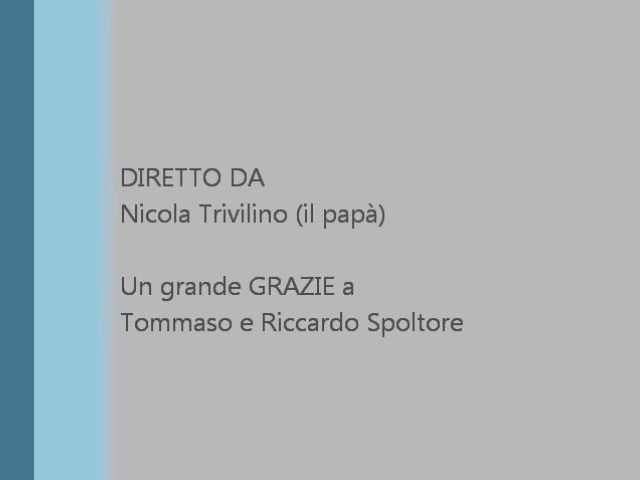 DIRETTO DA
Nicola Trivilino (il papà)
Un grande GRAZIE a
Tommaso e Riccardo Spoltore